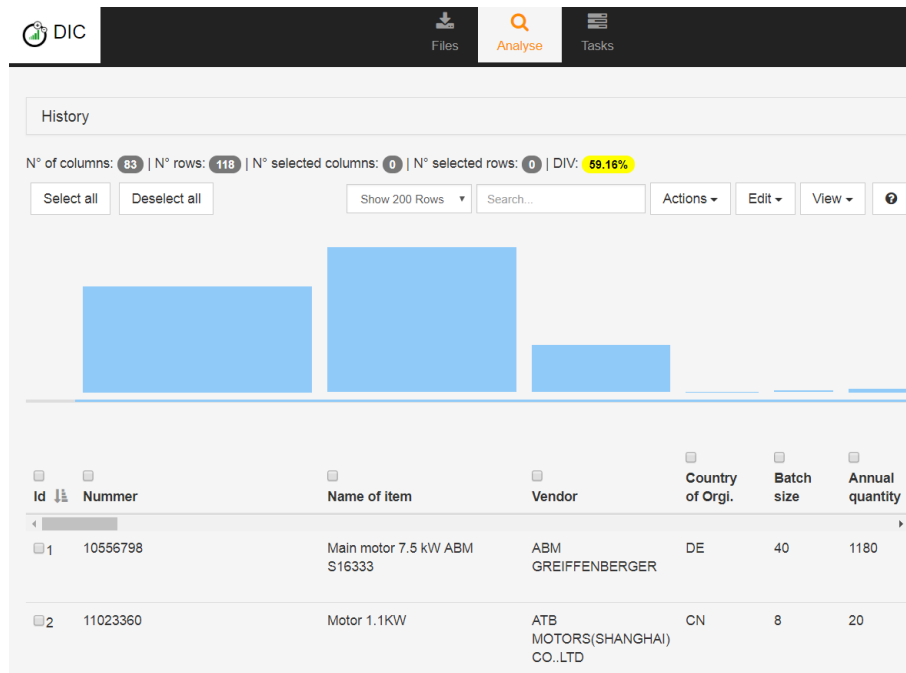 DIC
Files
Analyse
Tasks
History
N° of columns: 83 | N° rows: 118 | N° selected columns: 0 | N° selected rows: 0 | DIV: 59.16%
Select all
Deselect all
Show 200 Rows
Search...
Actions
Edit
View
?
Id
Nummer
Name of item
Vendor
Country
of Orgi.
Batch
size
Annual
quantity
1
10556798
Main motor 7.5 kW ABM
S16333
ABM
GREIFFENBERGER
DE
40
1180
2
11023360
Motor 1.1KW
ATB
MOTORS(SHANGHAI)
CO..LTD
CN
8
20